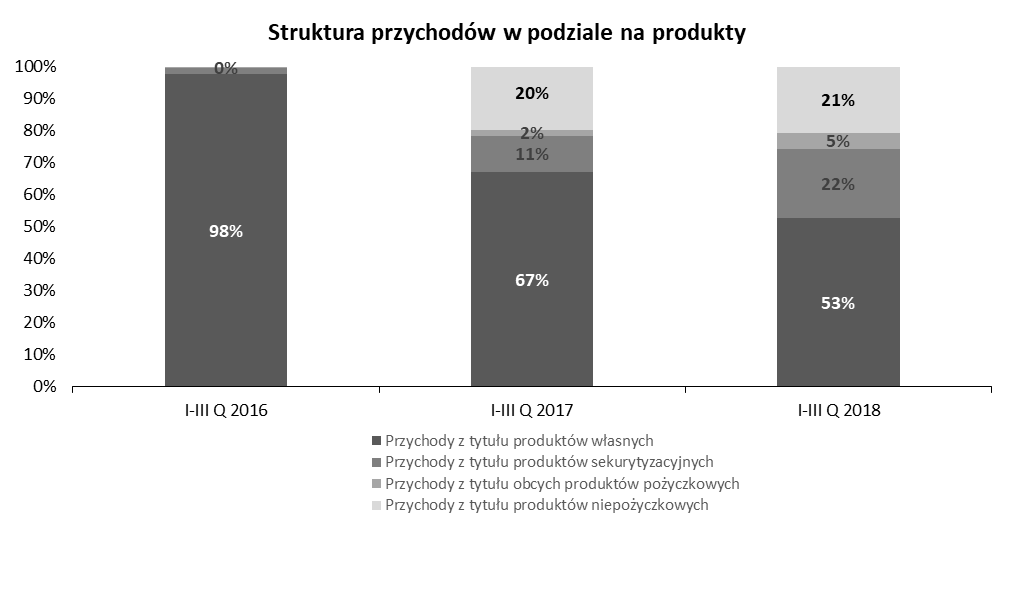 Struktura przychodów w podziale na produkty
100%
90%
80%
70%
60%
50%
40%
30%
20%
10%
0%
0%
98%
20%
2%
11%
67%
21%
5%
22%
53%
I-III Q 2016
I-III Q 2017
I-III Q 2018
Przychody z tytułu produktów własnych
Przychody z tytułu produktów sekurytyzacyjnych
Przychody z tytułu obcych produktów pożyczkowych
Przychody z tytułu produktów niepożyczkowych